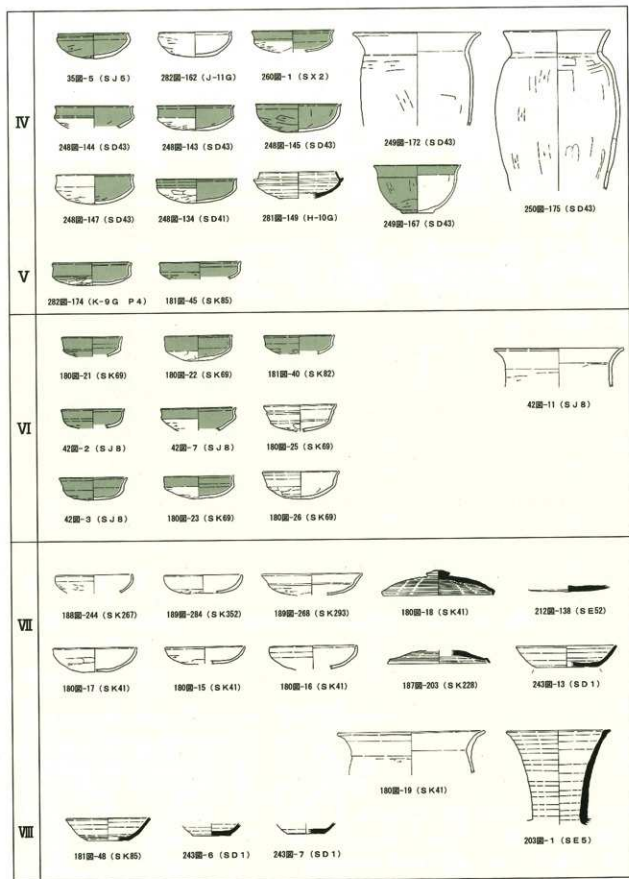 IV
35図-5 (SJ5) 282図-162 (J-11G) 260図-1 (SX2)
248図-144 (SD43) 248図-143 (SD43) 248図-145 (SD43) 249図-172 (SD43)
248図-147 (SD43) 248図-134 (SD41) 281図-149 (H-10G) 249図-167 (SD43) 250図-175 (SD43)
V
282図-174 (K-9G P4) 181図-45 (SK85)
VI
180図-21 (SK69) 180図-22 (SK69) 181図-40 (SK82) 42図-11 (SJ8)
42図-2 (SJ8) 42図-7 (SJ8) 180図-25 (SK69)
42図-3 (SJ8) 180図-23 (SK69) 180図-26 (SK69)
VII
188図-244 (SK267) 189図-284 (SK352) 189図-268 (SK293) 180図-18 (SK41) 212図-138 (SE52)
180図-17 (SK41) 180図-15 (SK41) 180図-16 (SK41) 187図-203 (SK228) 243図-13 (SD1)
180図-19 (SK41)
VIII
203図-1 (SE5)
181図-48 (SK85) 243図-6 (SD1) 243図-7 (SD1)